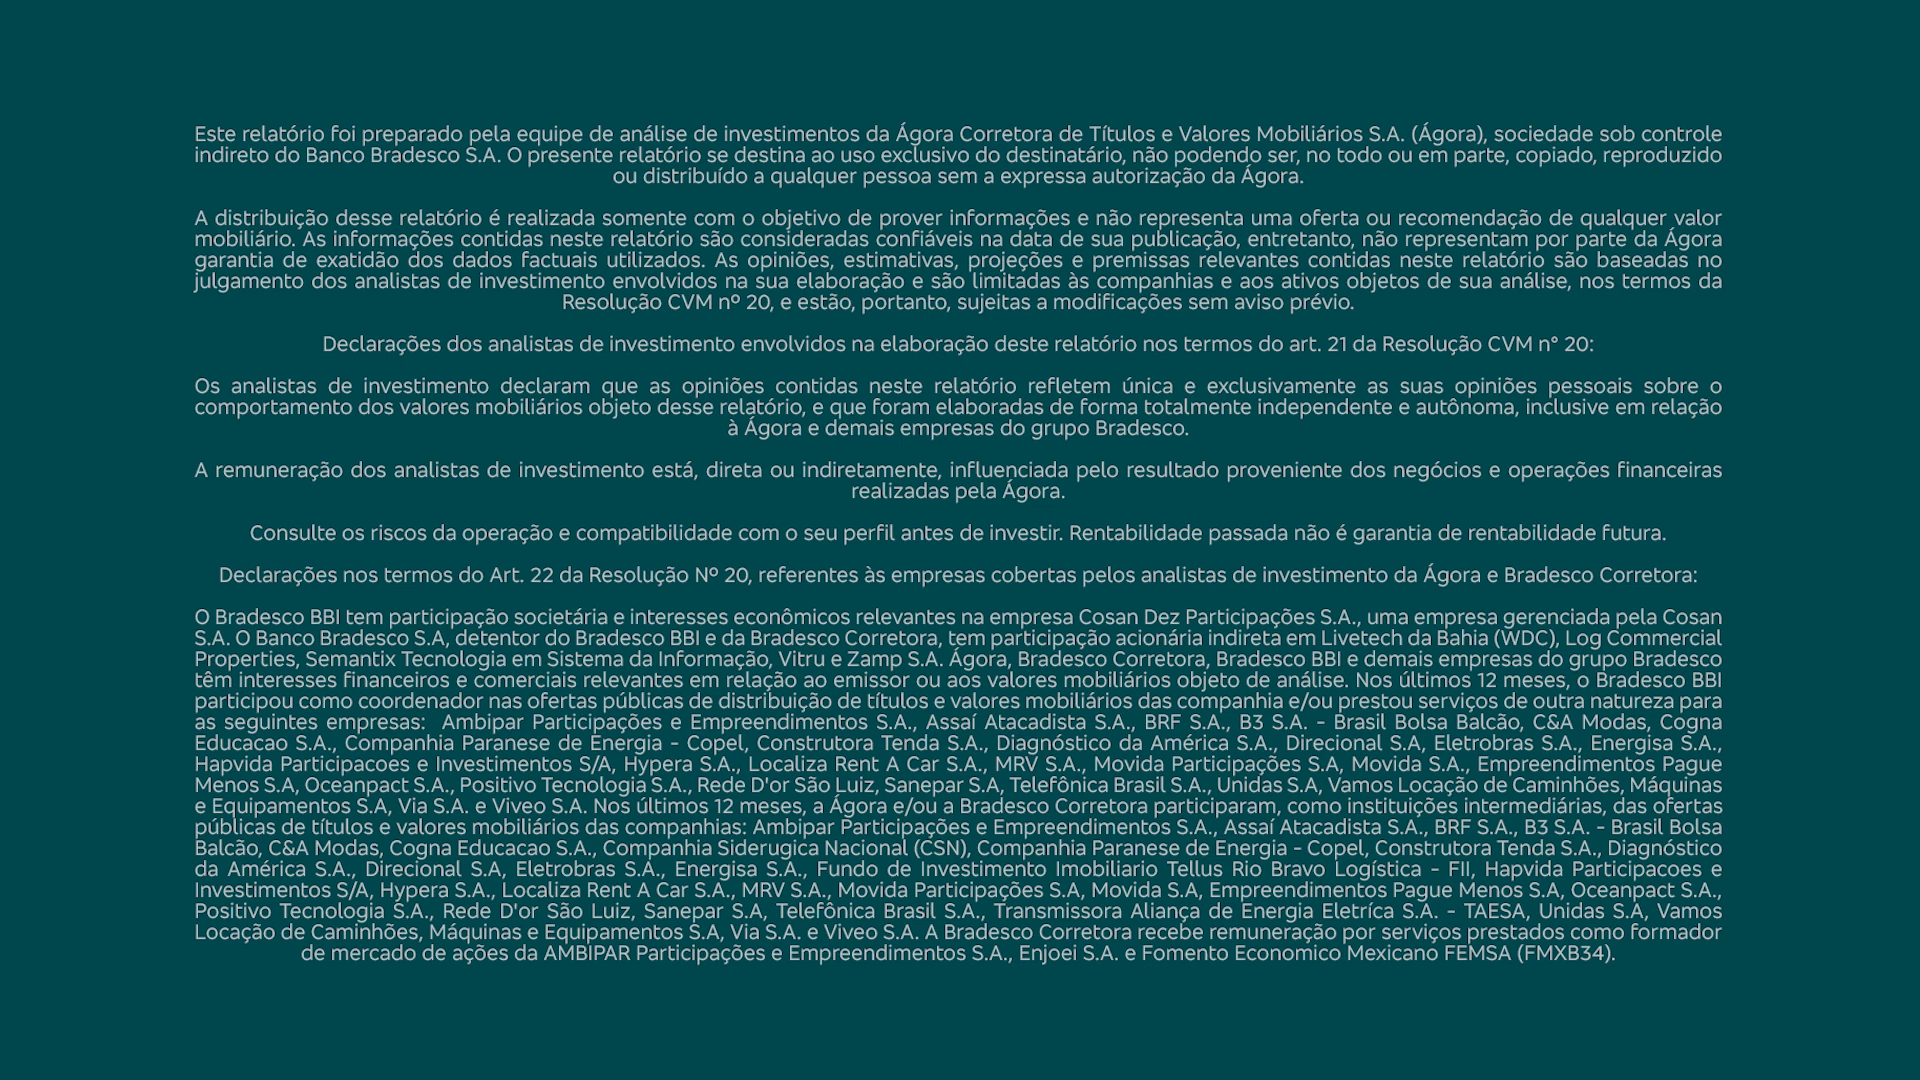 Este relatório foi preparado pela equipe de análise de investimentos da Ágora Corretora de Títulos e Valores Mobiliários S.A. (Ágora), sociedade sob controle
indireto do Banco Bradesco S.A. O presente relatório se destina ao uso exclusivo do destinatário, não podendo ser, no todo ou em parte, copiado, reproduzido
ou distribuído a qualquer pessoa sem a expressa autorização da Ágora.
A distribuição desse relatório é realizada somente com o objetivo de prover informações e não representa uma oferta ou recomendação de qualquer valor
mobiliário. As informações contidas neste relatório são consideradas confiáveis na data de sua publicação, entretanto, não representam por parte da Ágora
garantia de exatidão dos dados factuais utilizados. As opiniões, estimativas, projeções e premissas relevantes contidas neste relatório são baseadas no
julgamento dos analistas de investimento envolvidos na sua elaboração e são limitadas às companhias e aos ativos objetos de sua análise, nos termos da
Resolução CVM nº 20, e estão, portanto, sujeitas a modificações sem aviso prévio.
Declarações dos analistas de investimento envolvidos na elaboração deste relatório nos termos do art. 21 da Resolução CVM n° 20:
Os analistas de investimento declaram que as opiniões contidas neste relatório refletem única e exclusivamente as suas opiniões pessoais sobre o
comportamento dos valores mobiliários objeto desse relatório, e que foram elaboradas de forma totalmente independente e autônoma, inclusive em relação
à Ágora e demais empresas do grupo Bradesco.
A remuneração dos analistas de investimento está, direta ou indiretamente, influenciada pelo resultado proveniente dos negócios e operações financeiras
realizadas pela Ágora.
Consulte os riscos da operação e compatibilidade com o seu perfil antes de investir. Rentabilidade passada não é garantia de rentabilidade futura.
Declarações nos termos do Art. 22 da Resolução Nº 20, referentes às empresas cobertas pelos analistas de investimento da Ágora e Bradesco Corretora:
O Bradesco BBI tem participação societária e interesses econômicos relevantes na empresa Cosan Dez Participações S.A., uma empresa gerenciada pela Cosan
S.A. O Banco Bradesco S.A, detentor do Bradesco BBI e da Bradesco Corretora, tem participação acionária indireta em Livetech da Bahia (WDC), Log Commercial
Properties, Semantix Tecnologia em Sistema da Informação, Vitru e Zamp S.A. Ágora, Bradesco Corretora, Bradesco BBI e demais empresas do grupo Bradesco
têm interesses financeiros e comerciais relevantes em relação ao emissor ou aos valores mobiliários objeto de análise. Nos últimos 12 meses, o Bradesco BBI
participou como coordenador nas ofertas públicas de distribuição de títulos e valores mobiliários das companhia e/ou prestou serviços de outra natureza para
as seguintes empresas:  Ambipar Participações e Empreendimentos S.A., Assaí Atacadista S.A., BRF S.A., B3 S.A. - Brasil Bolsa Balcão, C&A Modas, Cogna
Educacao S.A., Companhia Paranese de Energia - Copel, Construtora Tenda S.A., Diagnóstico da América S.A., Direcional S.A, Eletrobras S.A., Energisa S.A.,
Hapvida Participacoes e Investimentos S/A, Hypera S.A., Localiza Rent A Car S.A., MRV S.A., Movida Participações S.A, Movida S.A., Empreendimentos Pague
Menos S.A, Oceanpact S.A., Positivo Tecnologia S.A., Rede D'or São Luiz, Sanepar S.A, Telefônica Brasil S.A., Unidas S.A, Vamos Locação de Caminhões, Máquinas
e Equipamentos S.A, Via S.A. e Viveo S.A. Nos últimos 12 meses, a Ágora e/ou a Bradesco Corretora participaram, como instituições intermediárias, das ofertas
públicas de títulos e valores mobiliários das companhias: Ambipar Participações e Empreendimentos S.A., Assaí Atacadista S.A., BRF S.A., B3 S.A. - Brasil Bolsa
Balcão, C&A Modas, Cogna Educacao S.A., Companhia Siderugica Nacional (CSN), Companhia Paranese de Energia - Copel, Construtora Tenda S.A., Diagnóstico
da América S.A., Direcional S.A, Eletrobras S.A., Energisa S.A., Fundo de Investimento Imobiliario Tellus Rio Bravo Logística - FII, Hapvida Participacoes e
Investimentos S/A, Hypera S.A., Localiza Rent A Car S.A., MRV S.A., Movida Participações S.A, Movida S.A, Empreendimentos Pague Menos S.A, Oceanpact S.A.,
Positivo Tecnologia S.A., Rede D'or São Luiz, Sanepar S.A, Telefônica Brasil S.A., Transmissora Aliança de Energia Eletríca S.A. - TAESA, Unidas S.A, Vamos
Locação de Caminhões, Máquinas e Equipamentos S.A, Via S.A. e Viveo S.A. A Bradesco Corretora recebe remuneração por serviços prestados como formador
de mercado de ações da AMBIPAR Participações e Empreendimentos S.A., Enjoei S.A. e Fomento Economico Mexicano FEMSA (FMXB34).